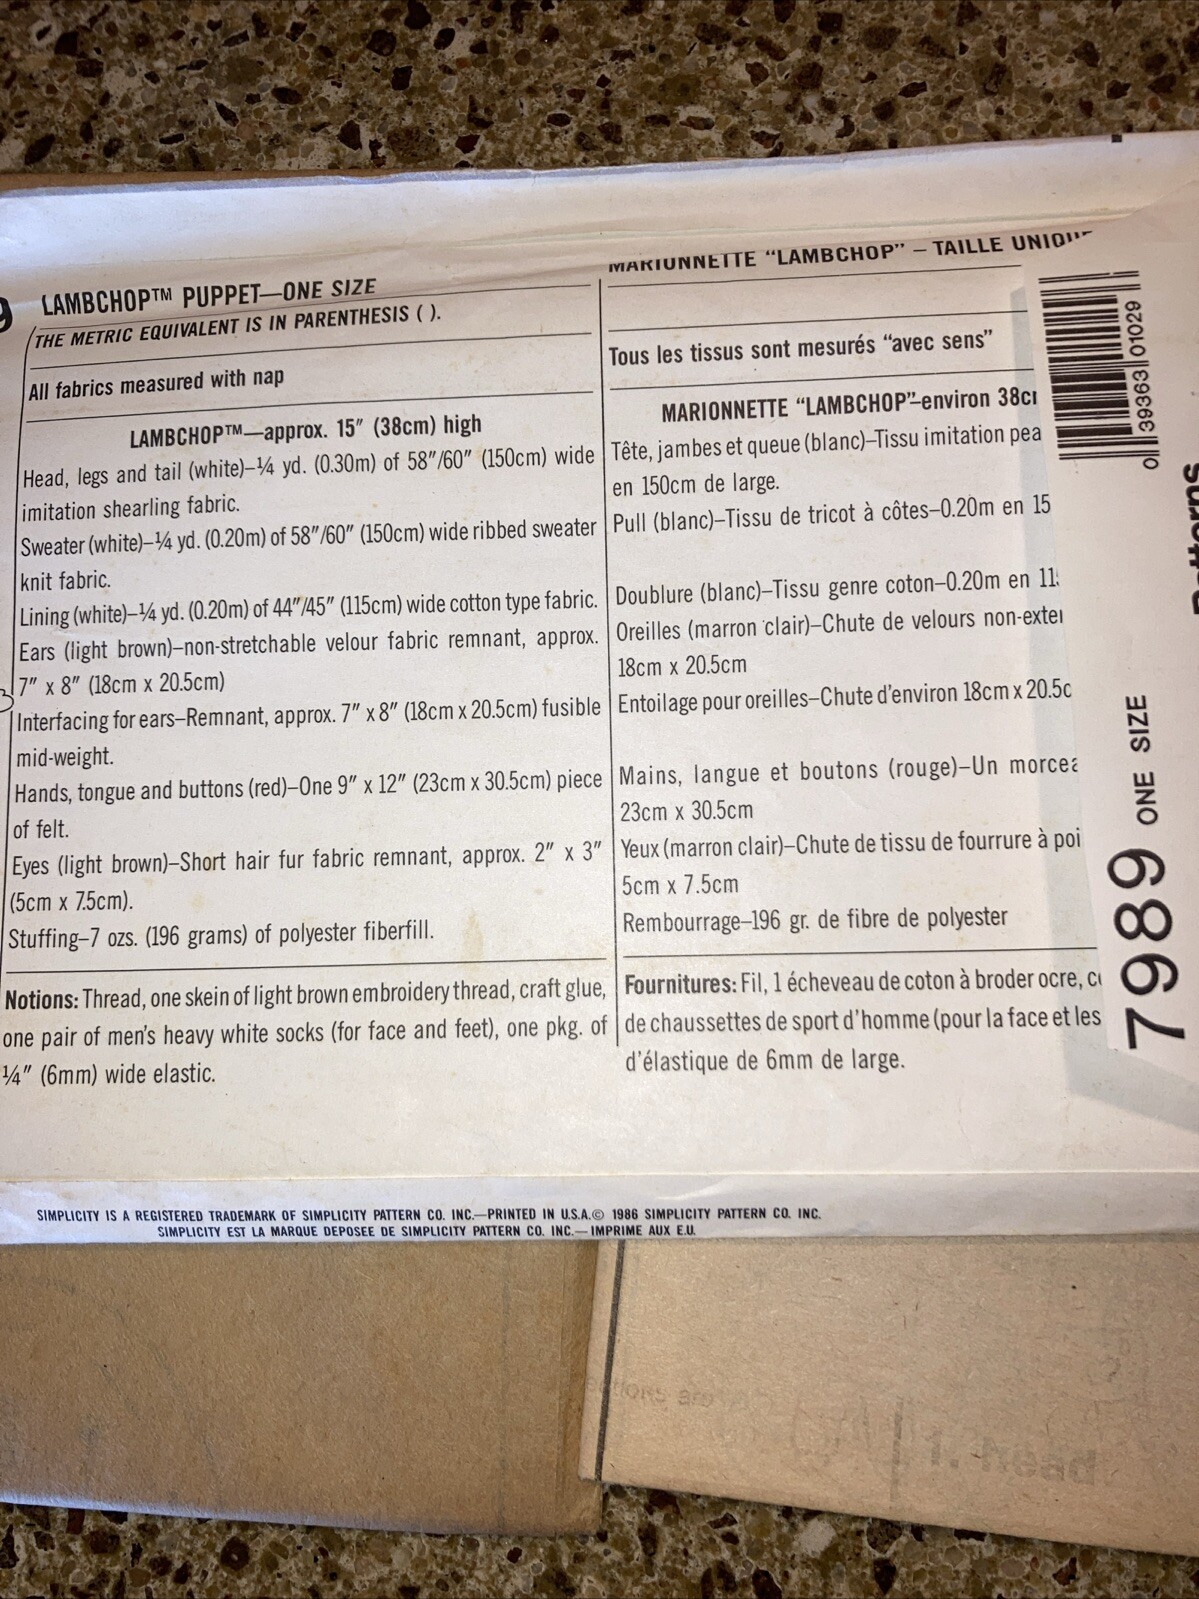 LAMBCHOP™ PUPPET—ONE SIZE
THE METRIC EQUIVALENT IS IN PARENTHESIS ( ).
All fabrics measured with nap
LAMBCHOP™—approx. 15″ (38cm) high
Head, legs and tail (white)–¼ yd. (0.30m) of 58″/60″ (150cm) wide
imitation shearling fabric.
Sweater (white)–¼ yd. (0.20m) of 58″/60″ (150cm) wide ribbed sweater
knit fabric.
Lining (white)–¼ yd. (0.20m) of 44″/45″ (115cm) wide cotton type fabric.
Ears (light brown)–non-stretchable velour fabric remnant, approx.
7″ x 8″ (18cm x 20.5cm)
Interfacing for ears–Remnant, approx. 7″ x 8″ (18cm x 20.5cm) fusible
mid-weight.
Hands, tongue and buttons (red)–One 9″ x 12″ (23cm x 30.5cm) piece
of felt.
Eyes (light brown)–Short hair fur fabric remnant, approx. 2″ x 3″
(5cm x 7.5cm).
Stuffing–7 ozs. (196 grams) of polyester fiberfill.
Notions: Thread, one skein of light brown embroidery thread, craft glue,
one pair of men's heavy white socks (for face and feet), one pkg. of
¼″ (6mm) wide elastic.
MARIONNETTE “LAMBCHOP” – TAILLE UNIQUE
Tous les tissus sont mesurés “avec sens”
MARIONNETTE “LAMBCHOP”–environ 38c
Tête, jambes et queue (blanc)–Tissu imitation pea
en 150cm de large.
Pull (blanc)–Tissu de tricot à côtes–0.20m en 15
Doublure (blanc)–Tissu genre coton–0.20m en 11
Oreilles (marron clair)–Chute de velours non-exte
18cm x 20.5cm
Entoilage pour oreilles–Chute d'environ 18cm x 20.5c
Mains, langue et boutons (rouge)–Un morcea
23cm x 30.5cm
Yeux (marron clair)–Chute de tissu de fourrure à poi
5cm x 7.5cm
Rembourrage–196 gr. de fibre de polyester
Fournitures: Fil, 1 écheveau de coton à broder ocre, c
de chaussettes de sport d'homme (pour la face et les
d'élastique de 6mm de large.
0 39363 01029
7989 ONE SIZE
SIMPLICITY IS A REGISTERED TRADEMARK OF SIMPLICITY PATTERN CO. INC.—PRINTED IN U.S.A.© 1986 SIMPLICITY PATTERN CO. INC.
SIMPLICITY EST LA MARQUE DEPOSEE DE SIMPLICITY PATTERN CO. INC.—IMPRIME AUX E.U.